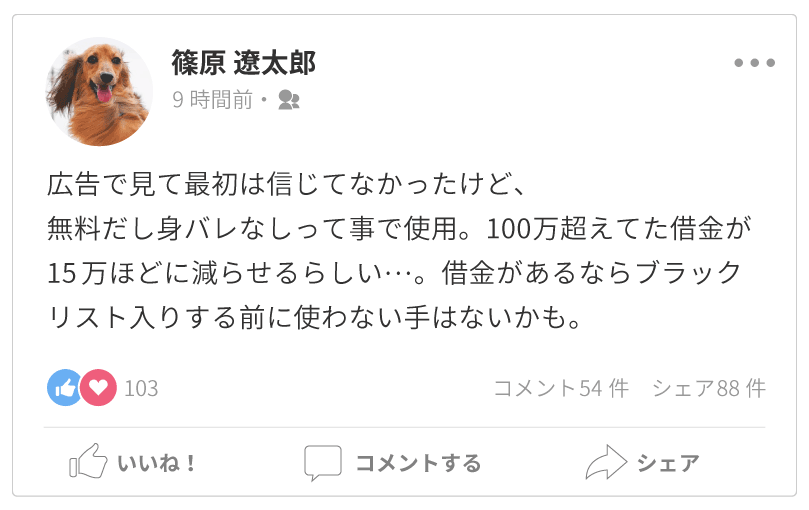 篠原 遼太郎
9 時間前・
広告で見て最初は信じてなかったけど、
無料だし身バレなしって事で使用。100万超えてた借金が
15万ほどに減らせるらしい…。借金があるならブラック
リスト入りする前に使わない手はないかも。
103
コメント54 件 シェア88 件
いいね！ コメントする シェア